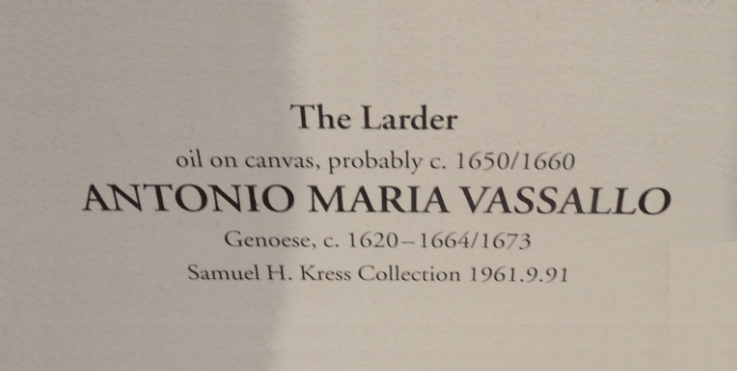 The Larder
oil on canvas, probably c. 1650/1660
ANTONIO MARIA VASSALLO
Genoese, c. 1620–1664/1673
Samuel H. Kress Collection 1961.9.91